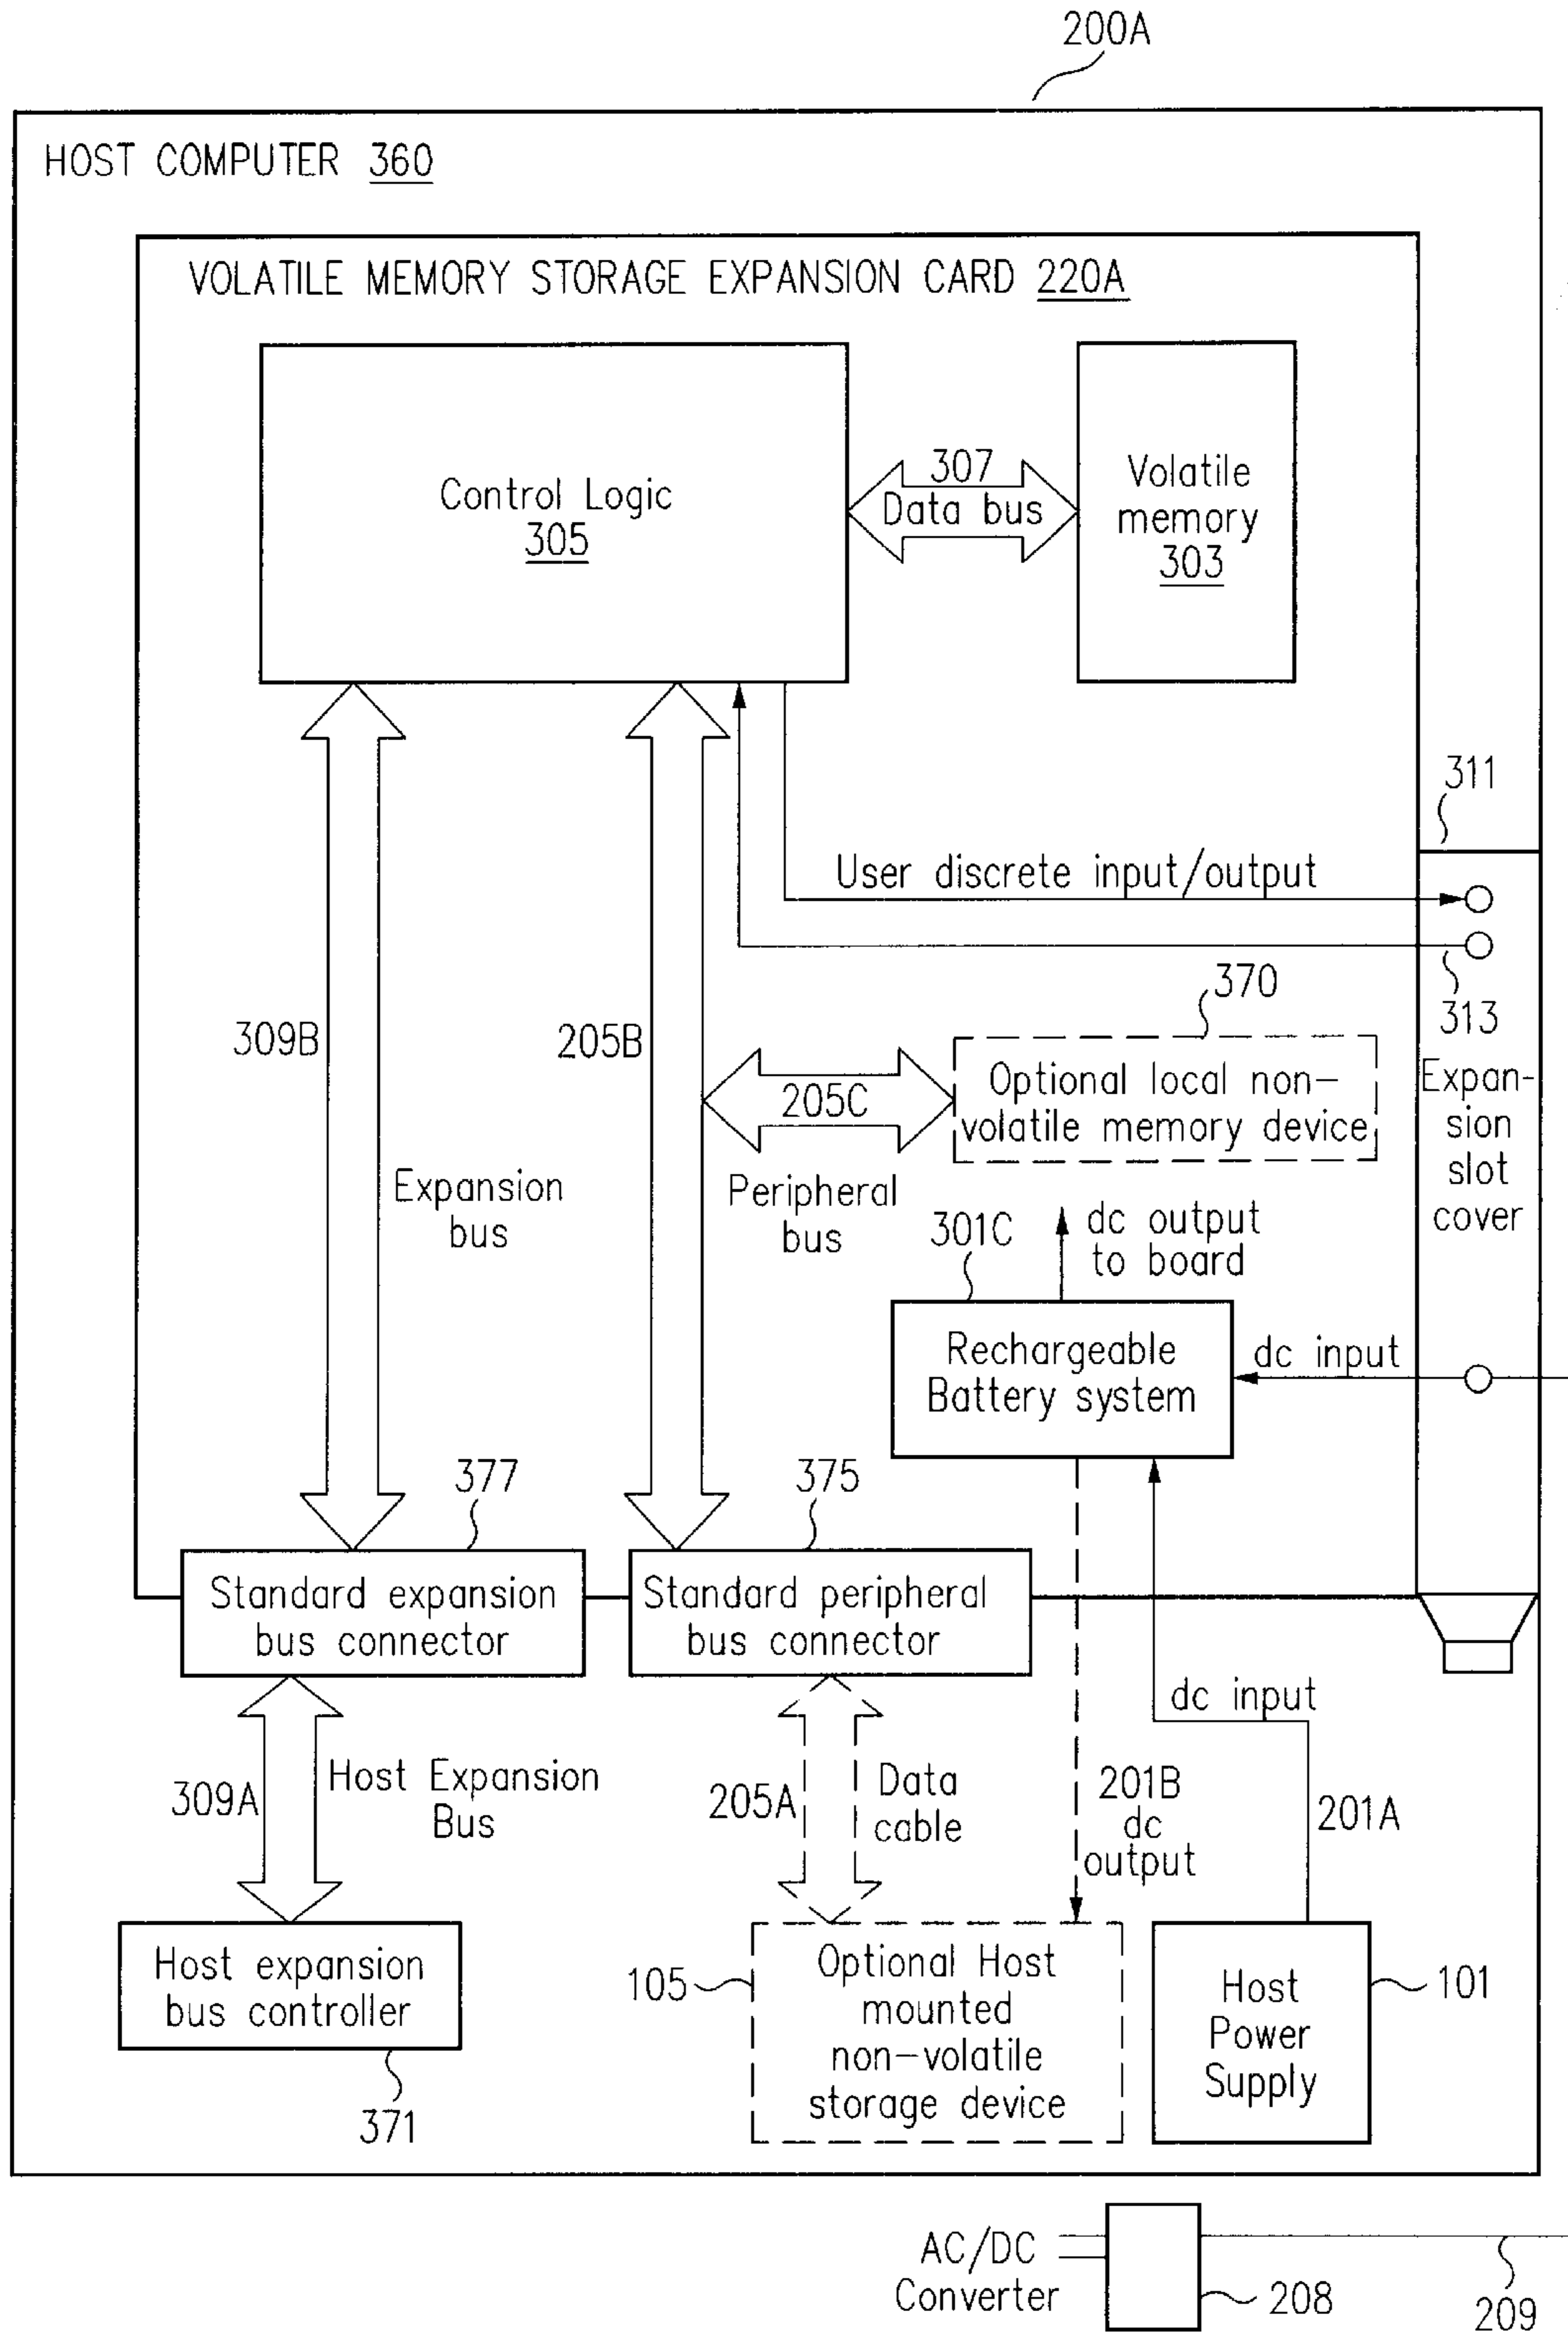 200A
HOST COMPUTER 360
VOLATILE MEMORY STORAGE EXPANSION CARD 220A
Control Logic
305
307
Data bus
Volatile
memory
303
311
User discrete input/output
313
Expan-
sion
slot
cover
370
Optional local non-
volatile memory device
309B
205B
205C
Expansion
bus
Peripheral
bus
301C
dc output
to board
Rechargeable
Battery system
dc input
377
375
Standard expansion
bus connector
Standard peripheral
bus connector
dc input
309A
Host Expansion
Bus
205A
Data
cable
201B
dc
output
201A
Host expansion
bus controller
371
105
Optional Host
mounted
non-volatile
storage device
Host
Power
Supply
101
AC/DC
Converter
208
209